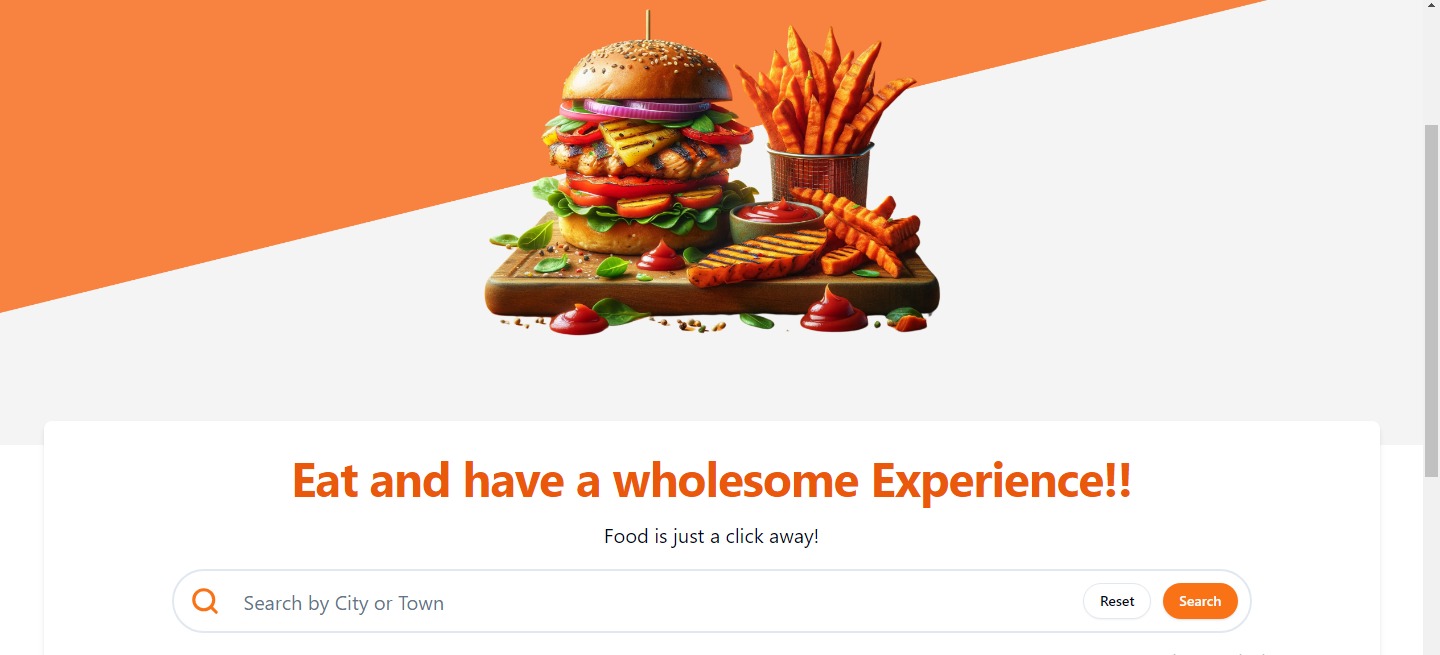 Eat and have a wholesome Experience!!
Food is just a click away!
Search by City or Town
Reset
Search